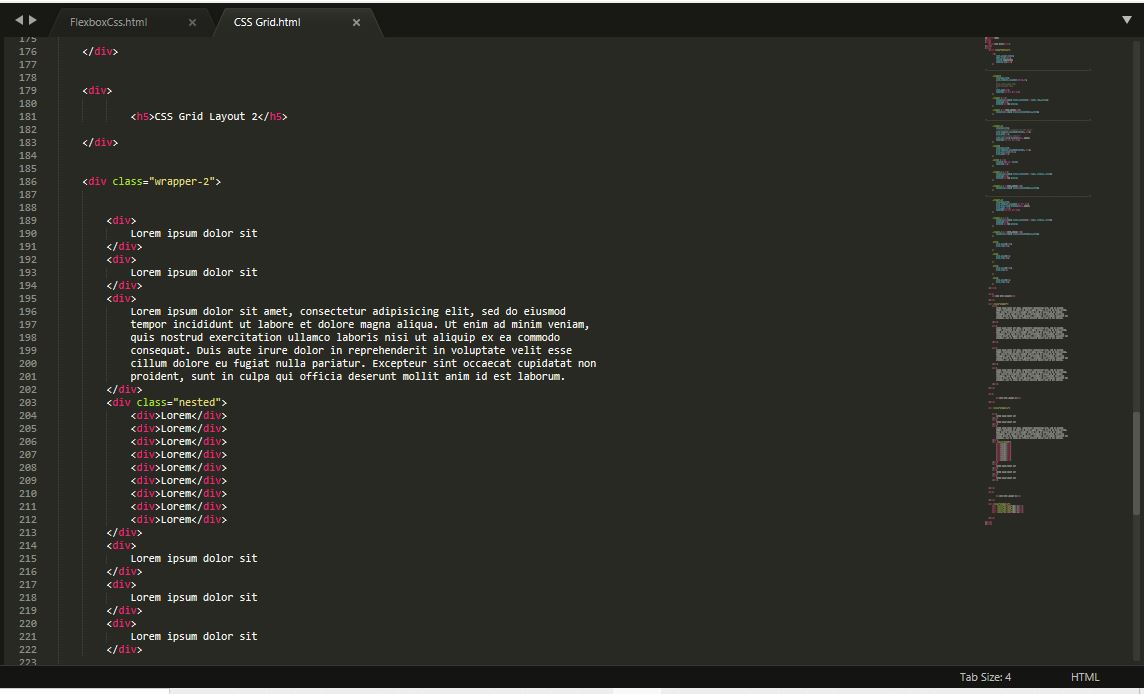 FlexboxCss.html × CSS Grid.html ×
175
176 </div>
177
178
179 <div>
180
181 <h5>CSS Grid Layout 2</h5>
182
183 </div>
184
185
186 <div class="wrapper-2">
187
188
189 <div>
190 Lorem ipsum dolor sit
191 </div>
192 <div>
193 Lorem ipsum dolor sit
194 </div>
195 <div>
196 Lorem ipsum dolor sit amet, consectetur adipisicing elit, sed do eiusmod
197 tempor incididunt ut labore et dolore magna aliqua. Ut enim ad minim veniam,
198 quis nostrud exercitation ullamco laboris nisi ut aliquip ex ea commodo
199 consequat. Duis aute irure dolor in reprehenderit in voluptate velit esse
200 cillum dolore eu fugiat nulla pariatur. Excepteur sint occaecat cupidatat non
201 proident, sunt in culpa qui officia deserunt mollit anim id est laborum.
202 </div>
203 <div class="nested">
204 <div>Lorem</div>
205 <div>Lorem</div>
206 <div>Lorem</div>
207 <div>Lorem</div>
208 <div>Lorem</div>
209 <div>Lorem</div>
210 <div>Lorem</div>
211 <div>Lorem</div>
212 <div>Lorem</div>
213 </div>
214 <div>
215 Lorem ipsum dolor sit
216 </div>
217 <div>
218 Lorem ipsum dolor sit
219 </div>
220 <div>
221 Lorem ipsum dolor sit
222 </div>
223
Tab Size: 4 HTML